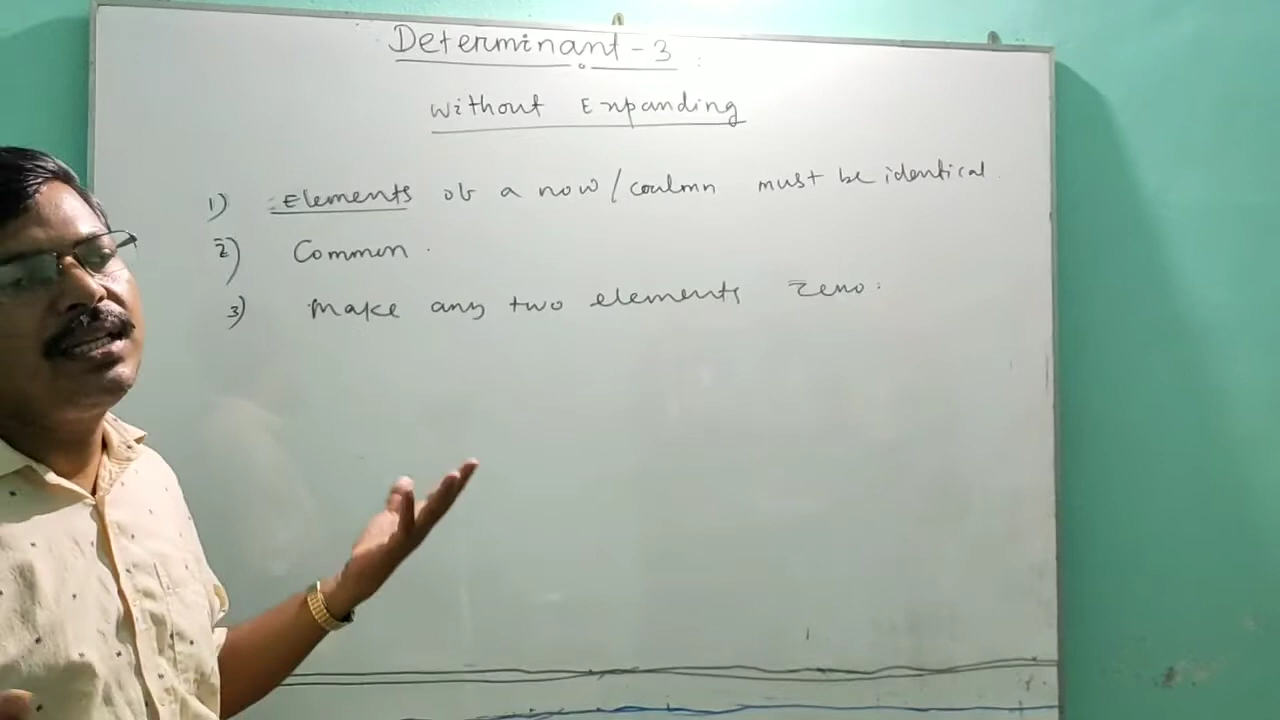 Determinant - 3
without Expanding
1) Elements of a row / coulmn must be identical.
2) Common.
3) Make any two elements zero.